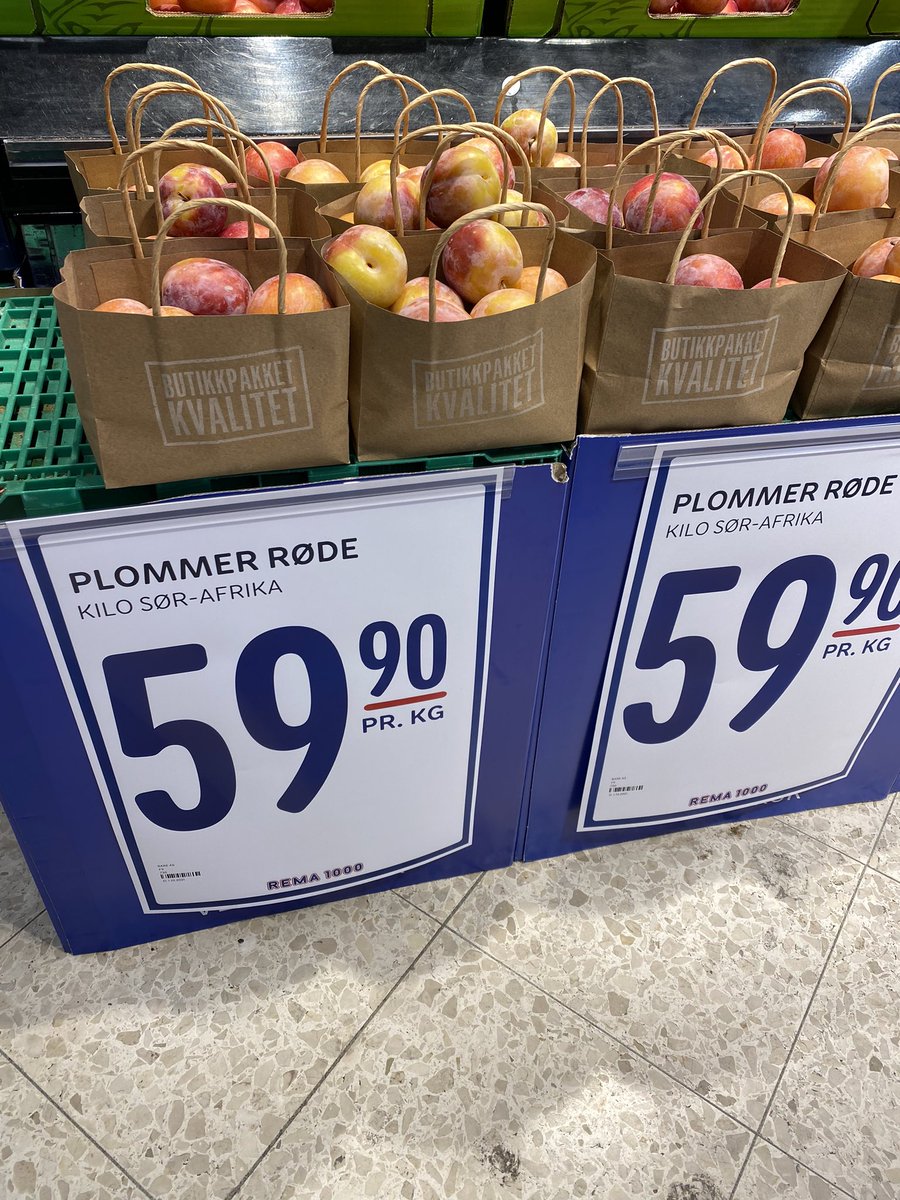 BUTIKKPAKKET
KVALITET
BUTIKKPAKKET
KVALITET
BUTIKKPAKKET
KVALITET
PLOMMER RØDE
KILO SØR-AFRIKA
59 90
PR. KG
REMA 1000
PLOMMER RØDE
KILO SØR-AFRIKA
59 90
PR. KG
REMA 1000